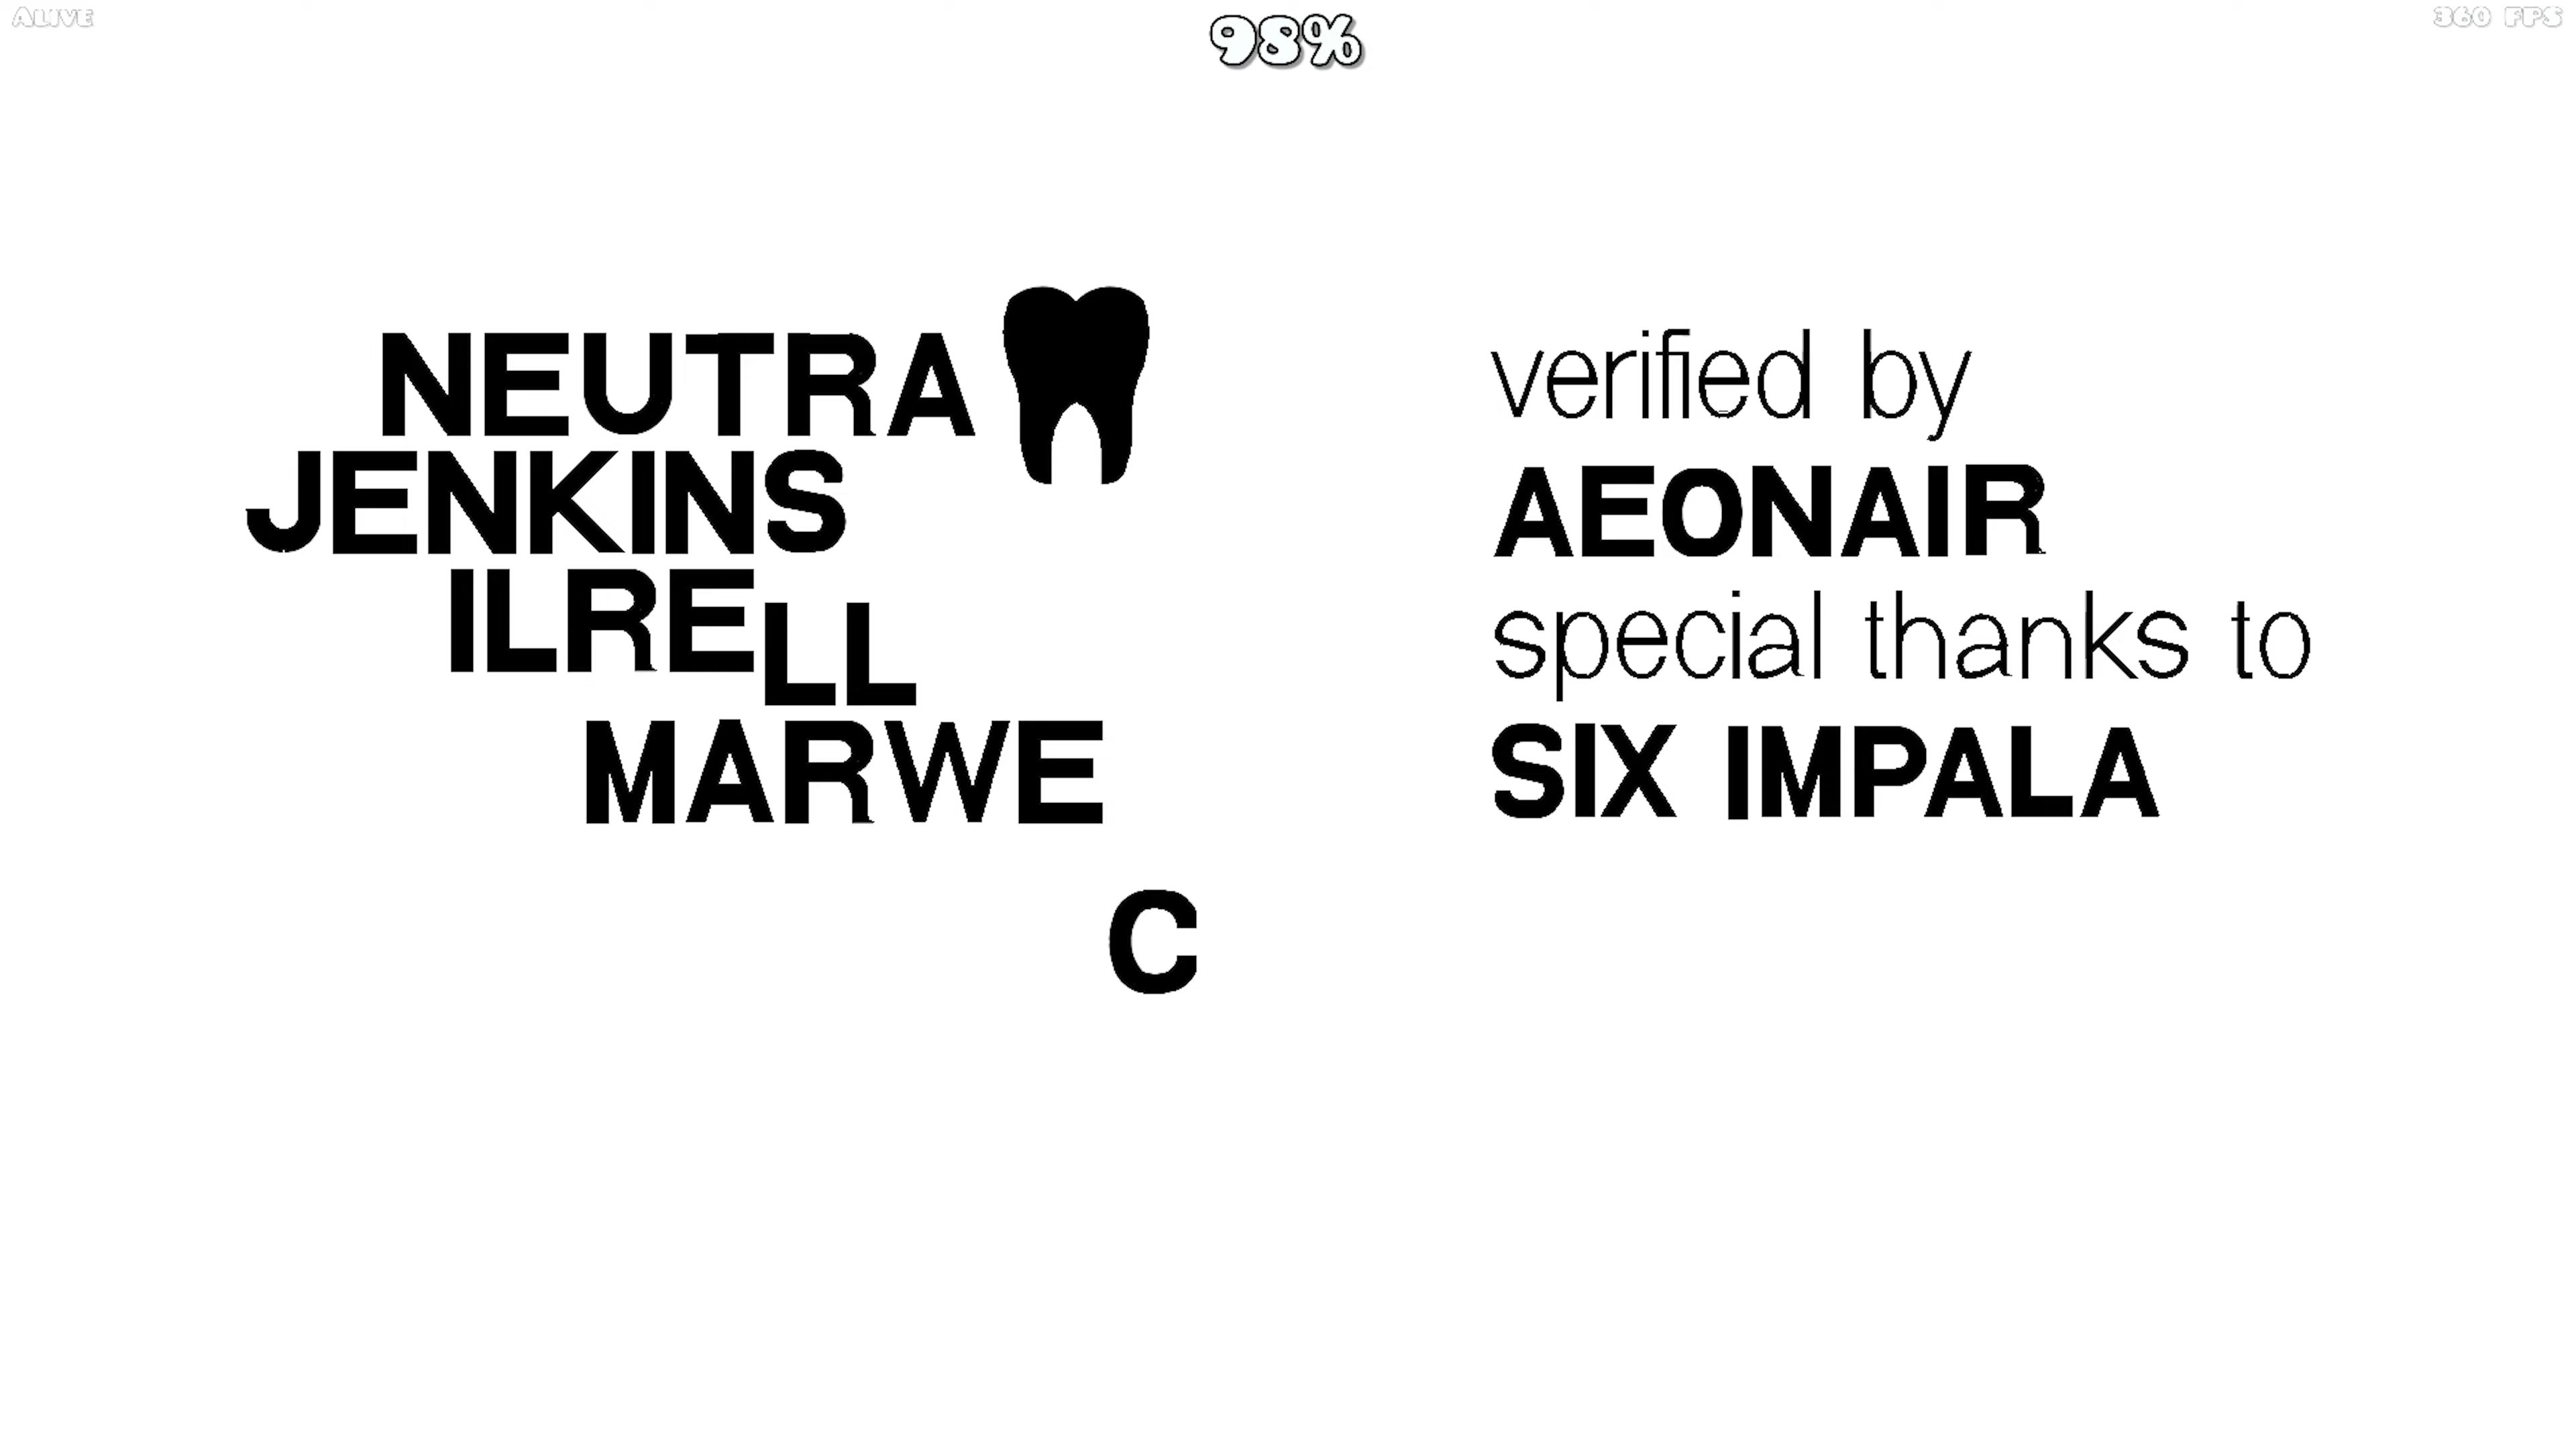 ALIVE
98%
360 FPS
NEUTRA
JENKINS
ILRELL
MARWE
C
verified by
AEONAIR
special thanks to
SIX IMPALA